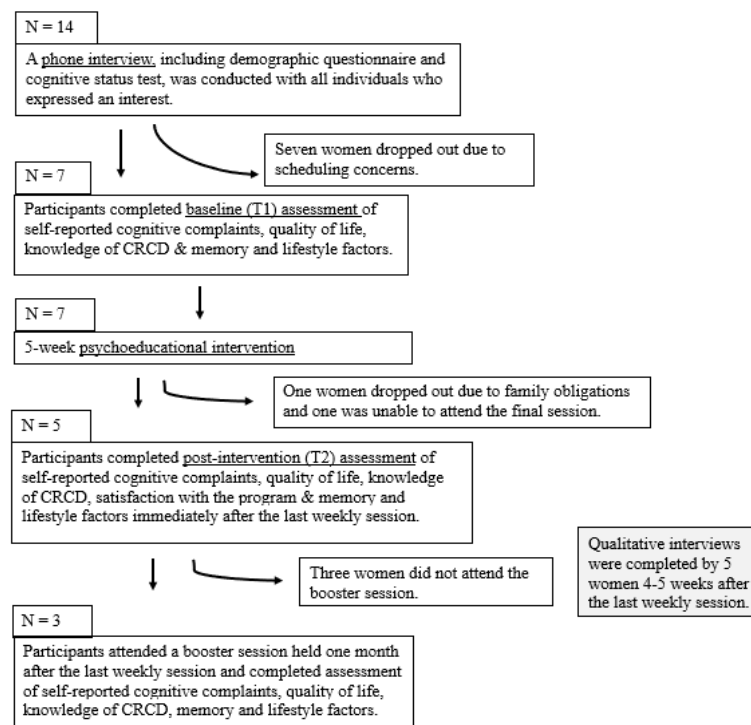 N = 14
A phone interview, including demographic questionnaire and
cognitive status test, was conducted with all individuals who
expressed an interest.
Seven women dropped out due to
scheduling concerns.
N = 7
Participants completed baseline (T1) assessment of
self-reported cognitive complaints, quality of life,
knowledge of CRCD & memory and lifestyle factors.
N = 7
5-week psychoeducational intervention
One women dropped out due to family obligations
and one was unable to attend the final session.
N = 5
Participants completed post-intervention (T2) assessment of
self-reported cognitive complaints, quality of life, knowledge
of CRCD, satisfaction with the program & memory and
lifestyle factors immediately after the last weekly session.
Qualitative interviews
were completed by 5
women 4-5 weeks after
the last weekly session.
Three women did not attend the
booster session.
N = 3
Participants attended a booster session held one month
after the last weekly session and completed assessment
of self-reported cognitive complaints, quality of life,
knowledge of CRCD, memory and lifestyle factors.